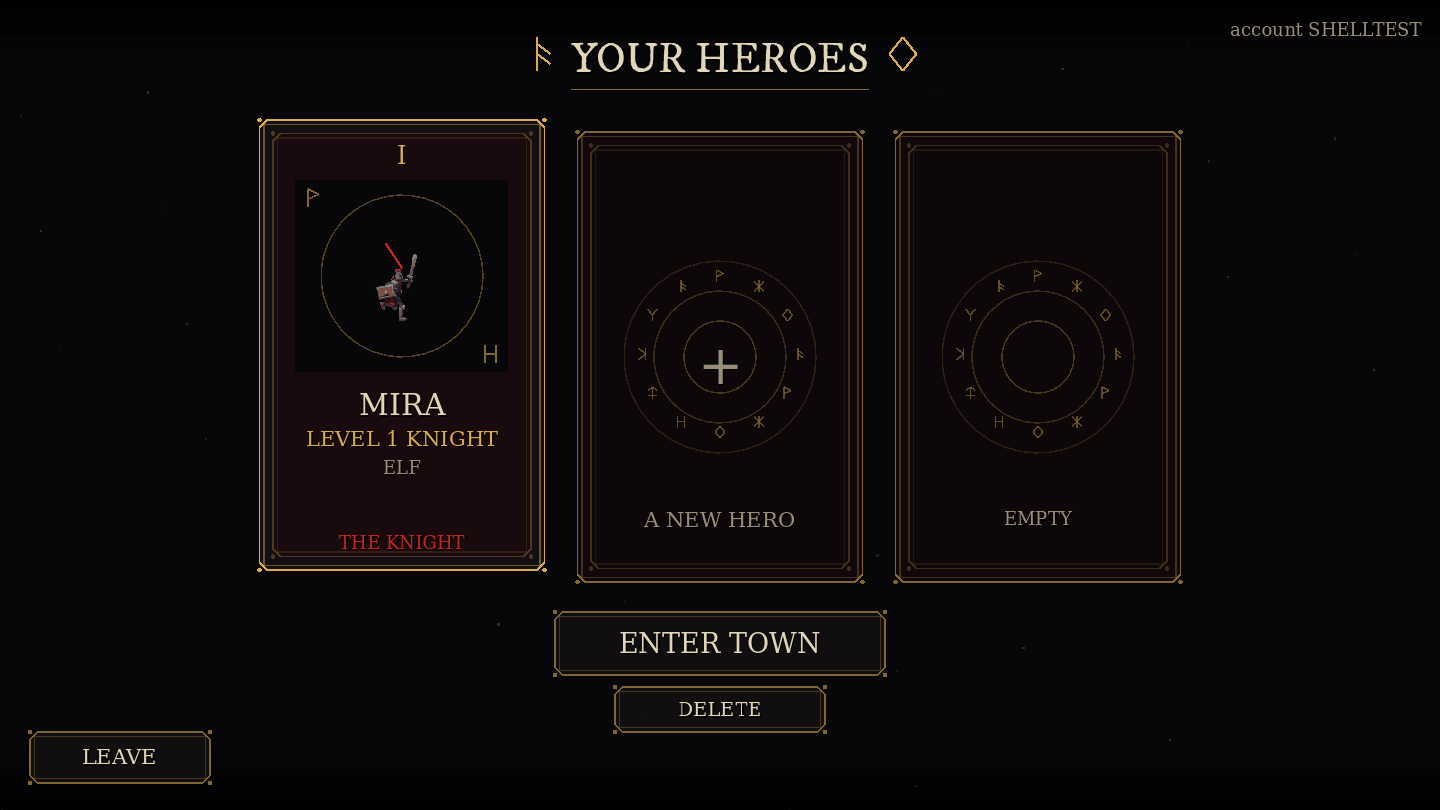 account SHELLTEST
YOUR HEROES
I
MIRA
LEVEL 1 KNIGHT
ELF
THE KNIGHT
+
A NEW HERO
EMPTY
ENTER TOWN
DELETE
LEAVE